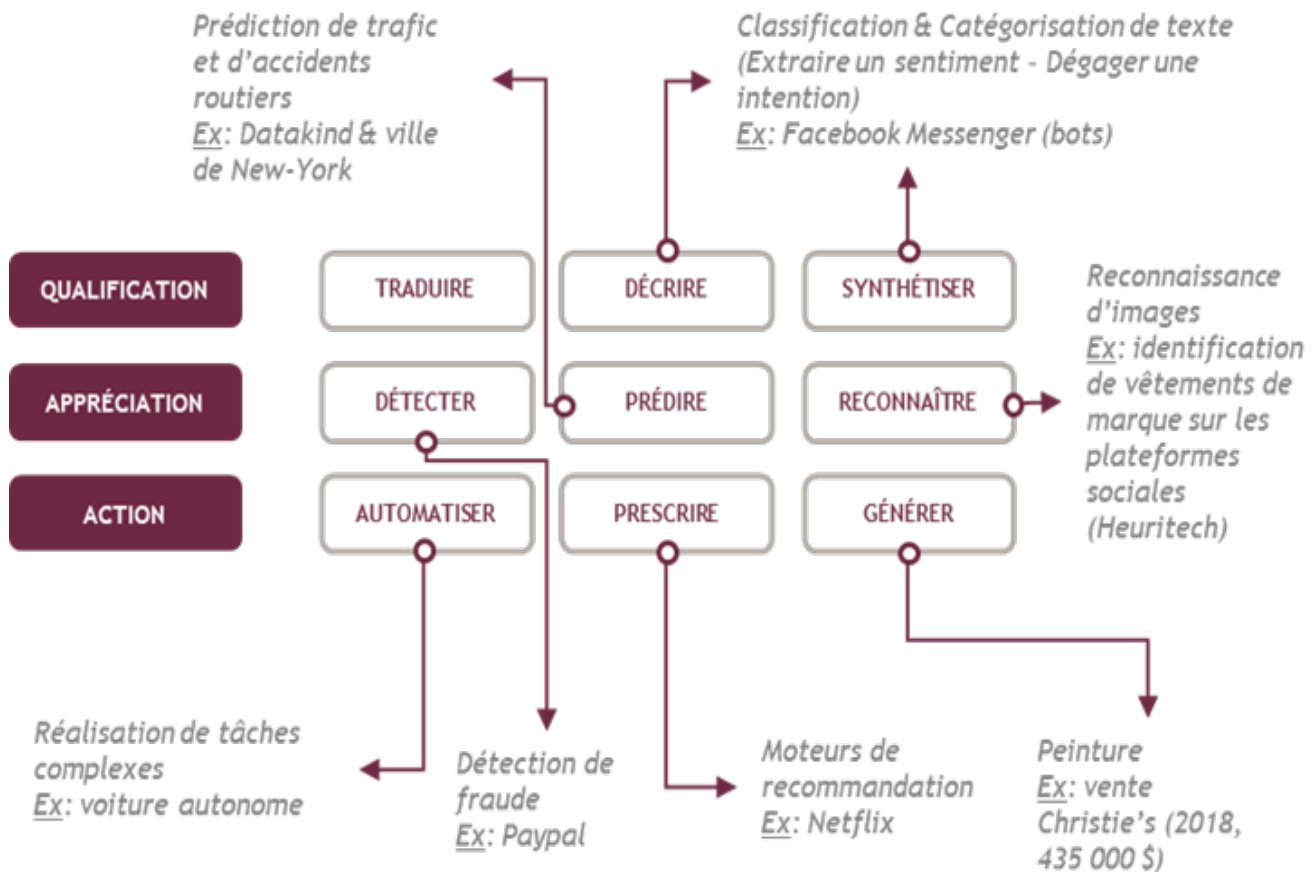 Prédiction de trafic
et d’accidents
routiers
Ex: Datakind & ville
de New-York
Classification & Catégorisation de texte
(Extraire un sentiment - Dégager une
intention)
Ex: Facebook Messenger (bots)
QUALIFICATION
TRADUIRE
DÉCRIRE
SYNTHÉTISER
APPRÉCIATION
DÉTECTER
PRÉDIRE
RECONNAÎTRE
ACTION
AUTOMATISER
PRESCRIRE
GÉNÉRER
Reconnaissance
d’images
Ex: identification
de vêtements de
marque sur les
plateformes
sociales
(Heuritech)
Réalisation de tâches
complexes
Ex: voiture autonome
Détection de
fraude
Ex: Paypal
Moteurs de
recommandation
Ex: Netflix
Peinture
Ex: vente
Christie’s (2018,
435 000 $)